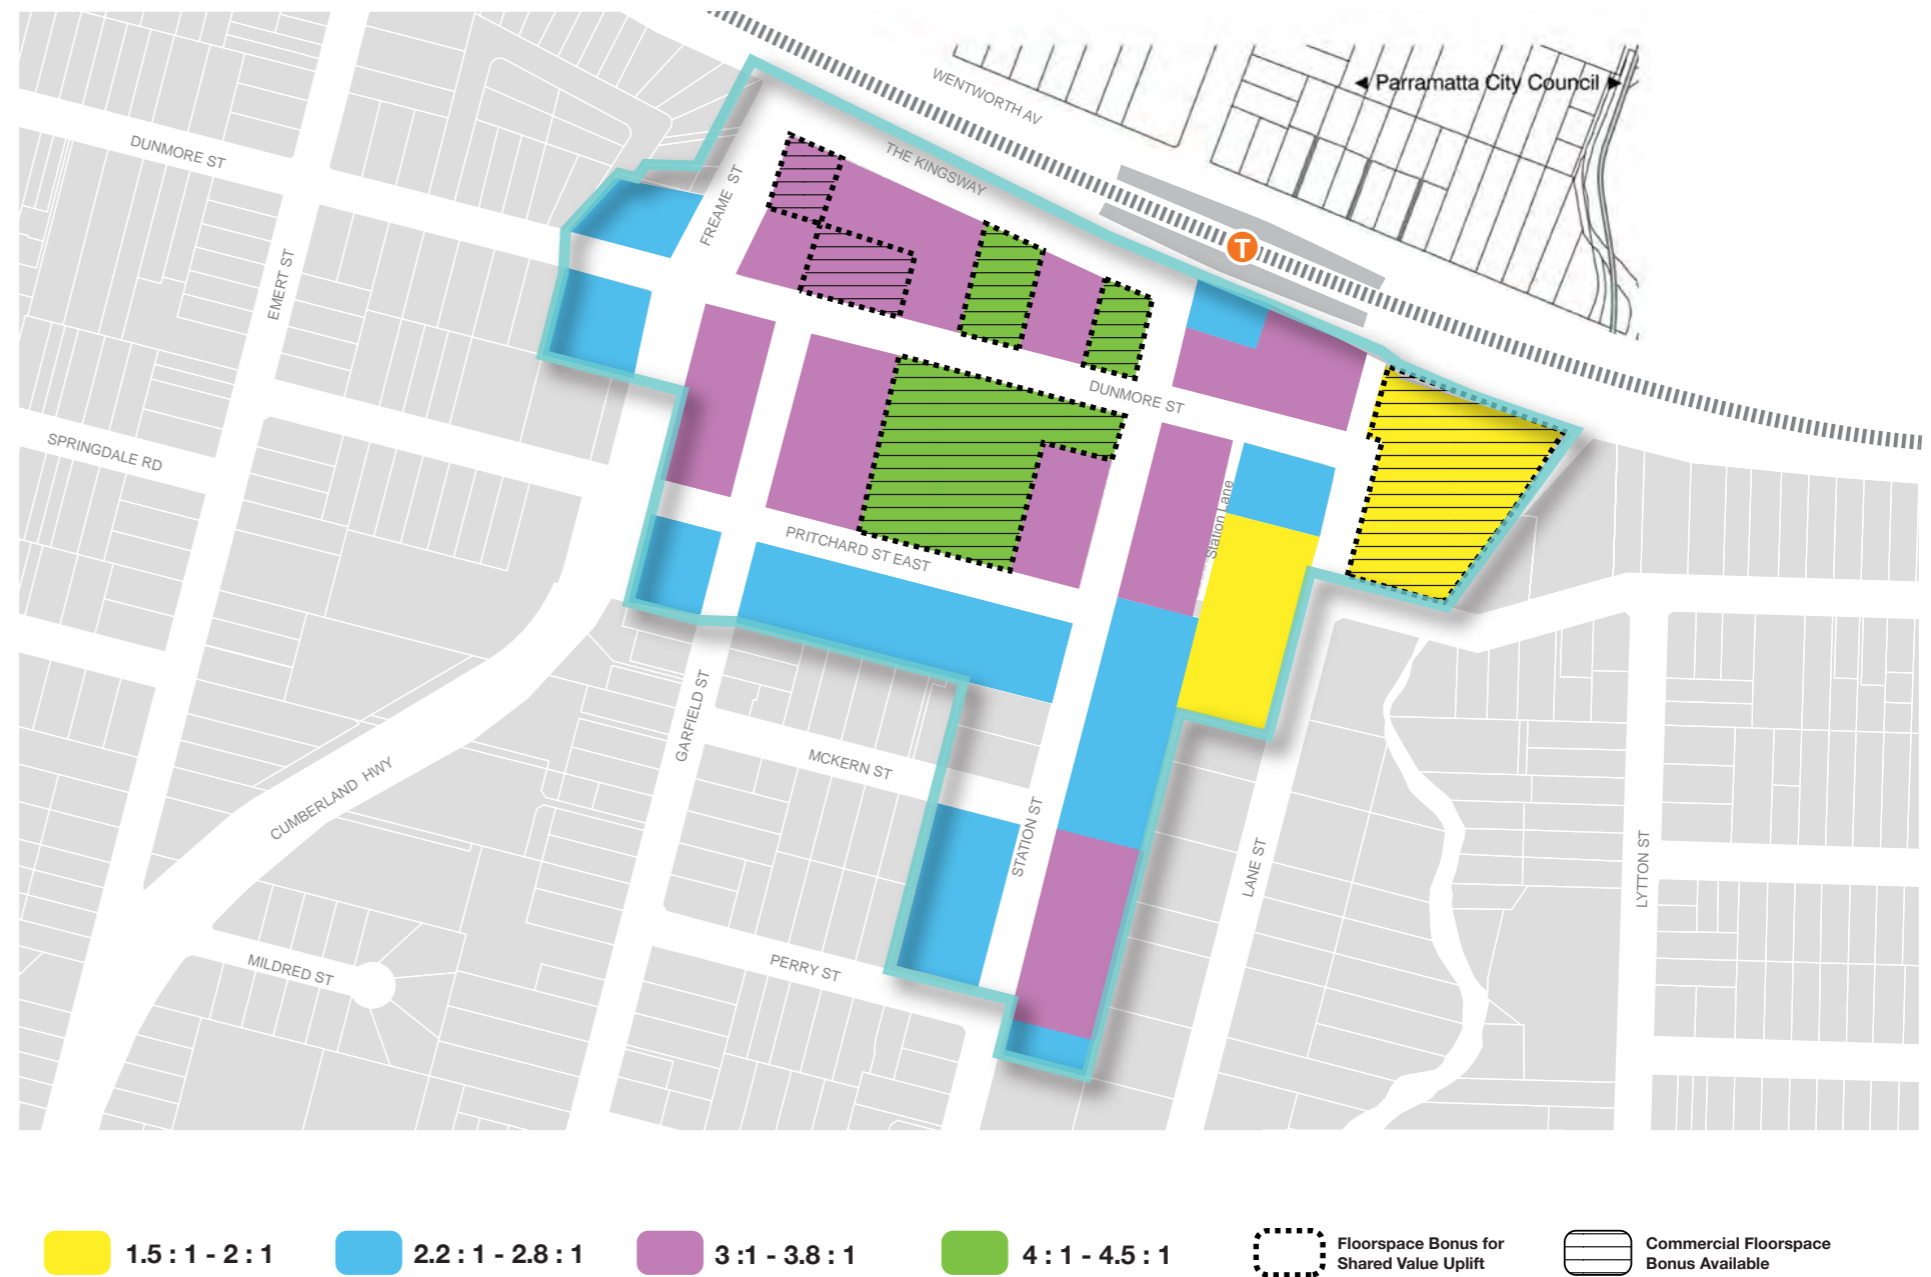 WENTWORTH AV
◄ Parramatta City Council ►
DUNMORE ST
THE KINGSWAY
FREAME ST
T
EMERT ST
DUNMORE ST
SPRINGDALE RD
Station Lane
PRITCHARD ST EAST
GARFIELD ST
MCKERN ST
CUMBERLAND HWY
STATION ST
LANE ST
LYTTON ST
MILDRED ST
PERRY ST
1.5 : 1 - 2 : 1
2.2 : 1 - 2.8 : 1
3 :1 - 3.8 : 1
4 : 1 - 4.5 : 1
Floorspace Bonus for
Shared Value Uplift
Commercial Floorspace
Bonus Available